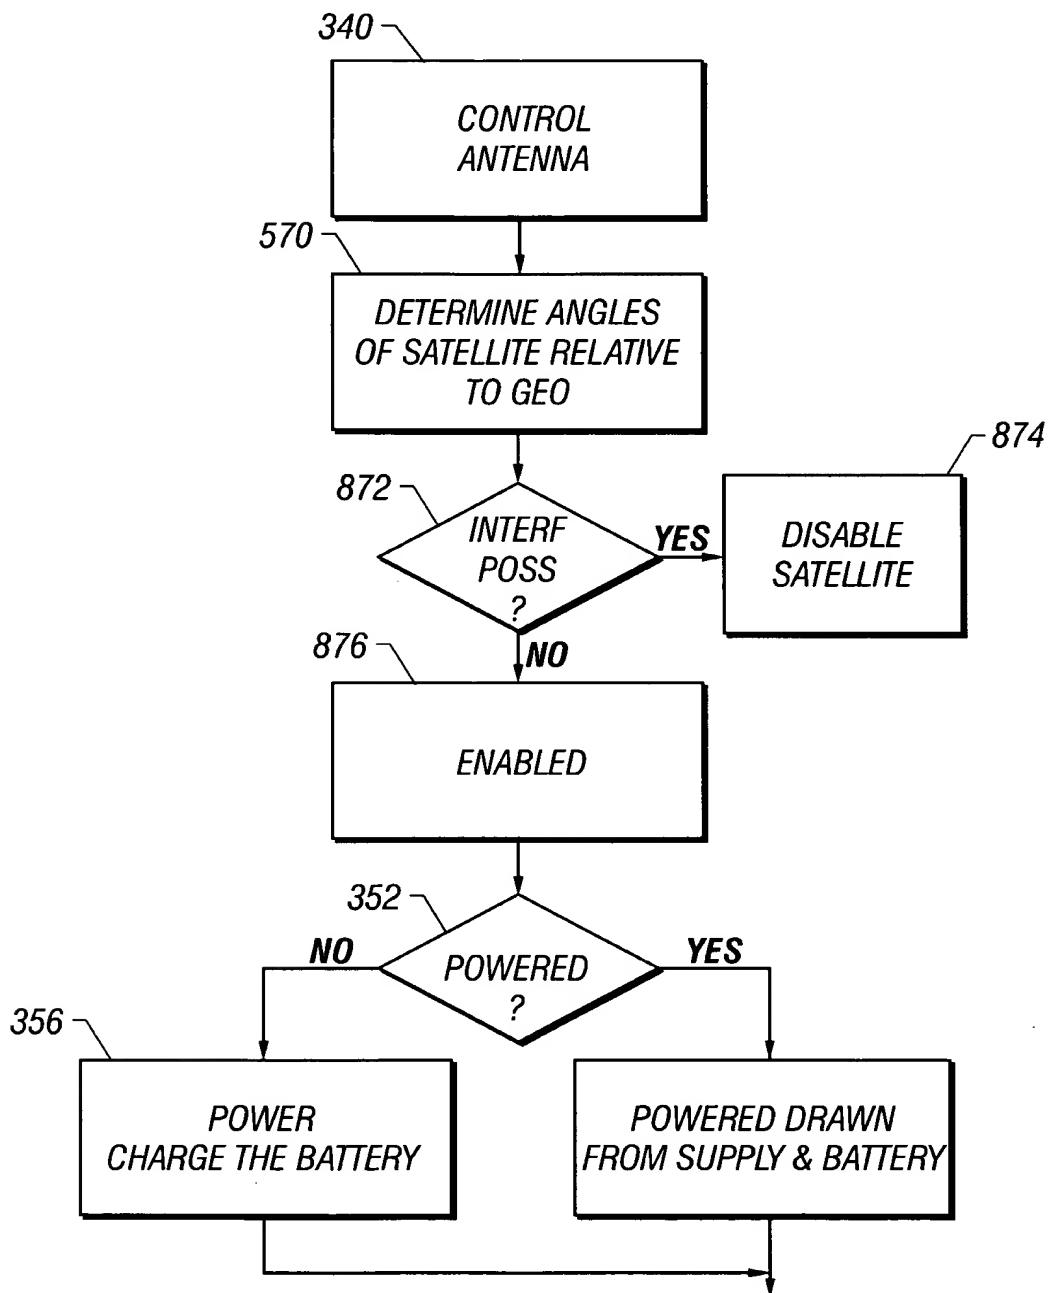 340
CONTROL
ANTENNA
570
DETERMINE ANGLES
OF SATELLITE RELATIVE
TO GEO
872
INTERF
POSS
?
YES
874
DISABLE
SATELLITE
NO
876
ENABLED
352
POWERED
?
NO
YES
356
POWER
CHARGE THE BATTERY
POWERED DRAWN
FROM SUPPLY & BATTERY